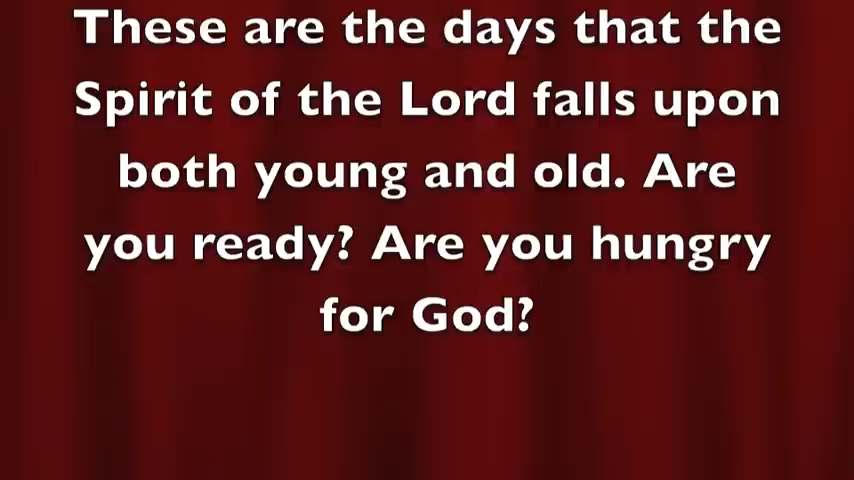 These are the days that the
Spirit of the Lord falls upon
both young and old. Are
you ready? Are you hungry
for God?